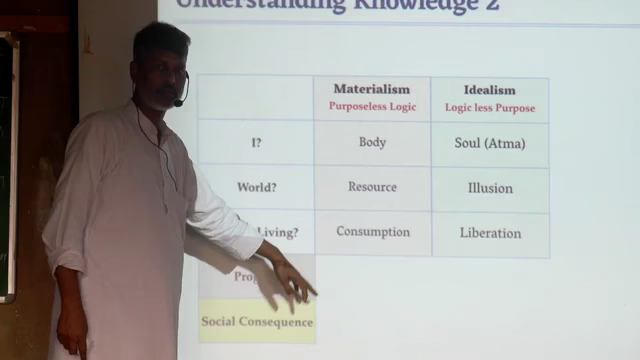 Understanding Knowledge 2
Materialism Idealism
Purposeless Logic Logic less Purpose
I? Body Soul (Atma)
World? Resource Illusion
Living? Consumption Liberation
Social Consequence